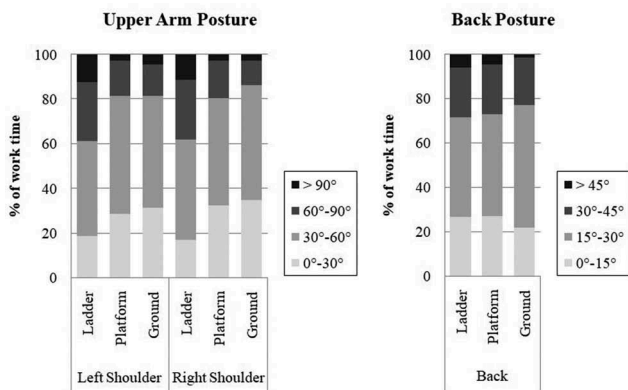 Upper Arm Posture
% of work time
100
80
60
40
20
0
Ladder
Platform
Ground
Ladder
Platform
Ground
Left Shoulder
Right Shoulder
> 90°
60°-90°
30°-60°
0°-30°
Back Posture
% of work time
100
80
60
40
20
0
Ladder
Platform
Ground
Back
> 45°
30°-45°
15°-30°
0°-15°